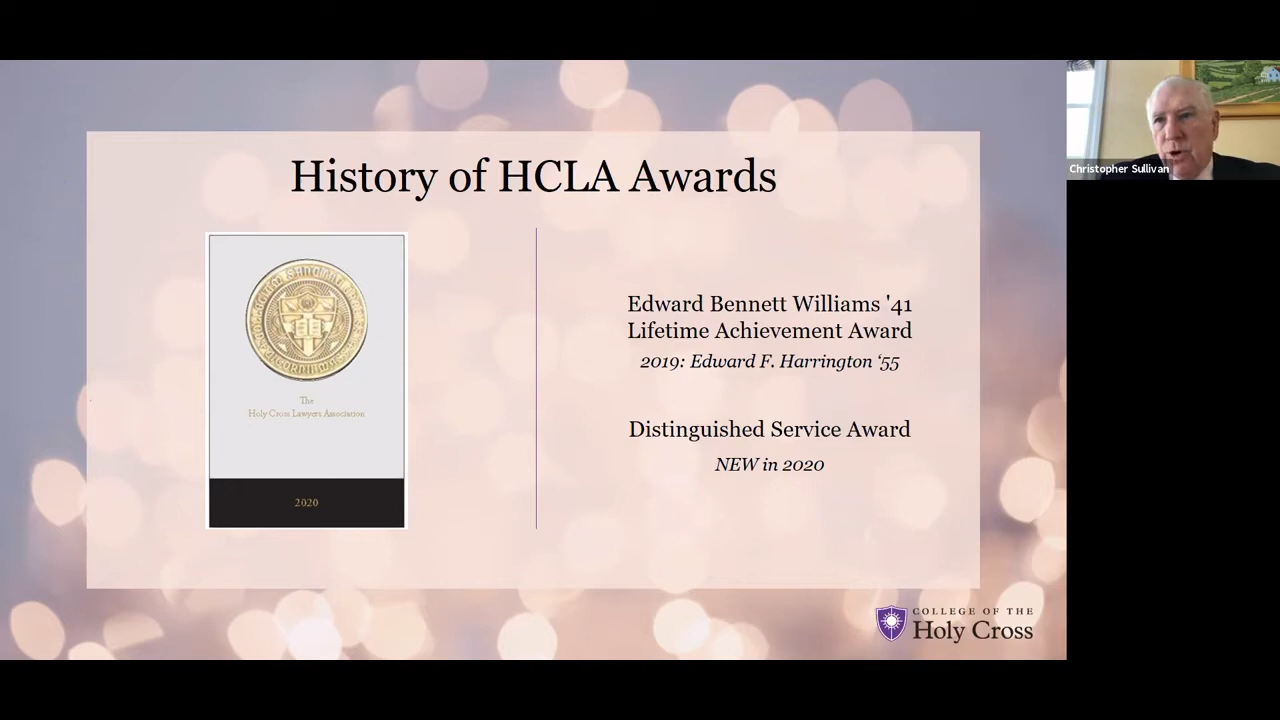 History of HCLA Awards
The
Holy Cross Lawyers Association
2020
Edward Bennett Williams '41
Lifetime Achievement Award
2019: Edward F. Harrington ‘55
Distinguished Service Award
NEW in 2020
COLLEGE OF THE
Holy Cross
Christopher Sullivan